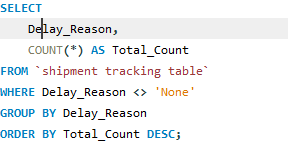 SELECT
Delay_Reason,
COUNT(*) AS Total_Count
FROM `shipment tracking table`
WHERE Delay_Reason <> 'None'
GROUP BY Delay_Reason
ORDER BY Total_Count DESC;